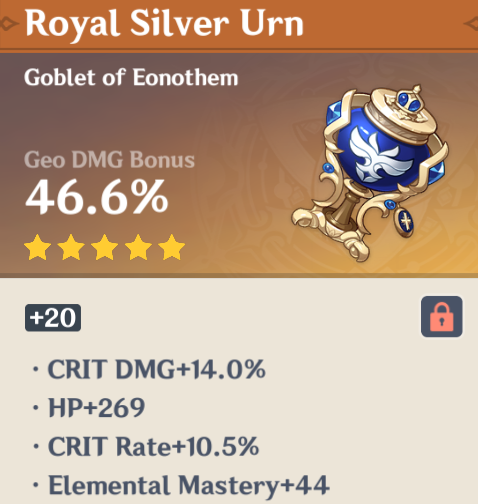 Royal Silver Urn
Goblet of Eonothem
Geo DMG Bonus
46.6%
+20
· CRIT DMG+14.0%
· HP+269
· CRIT Rate+10.5%
· Elemental Mastery+44